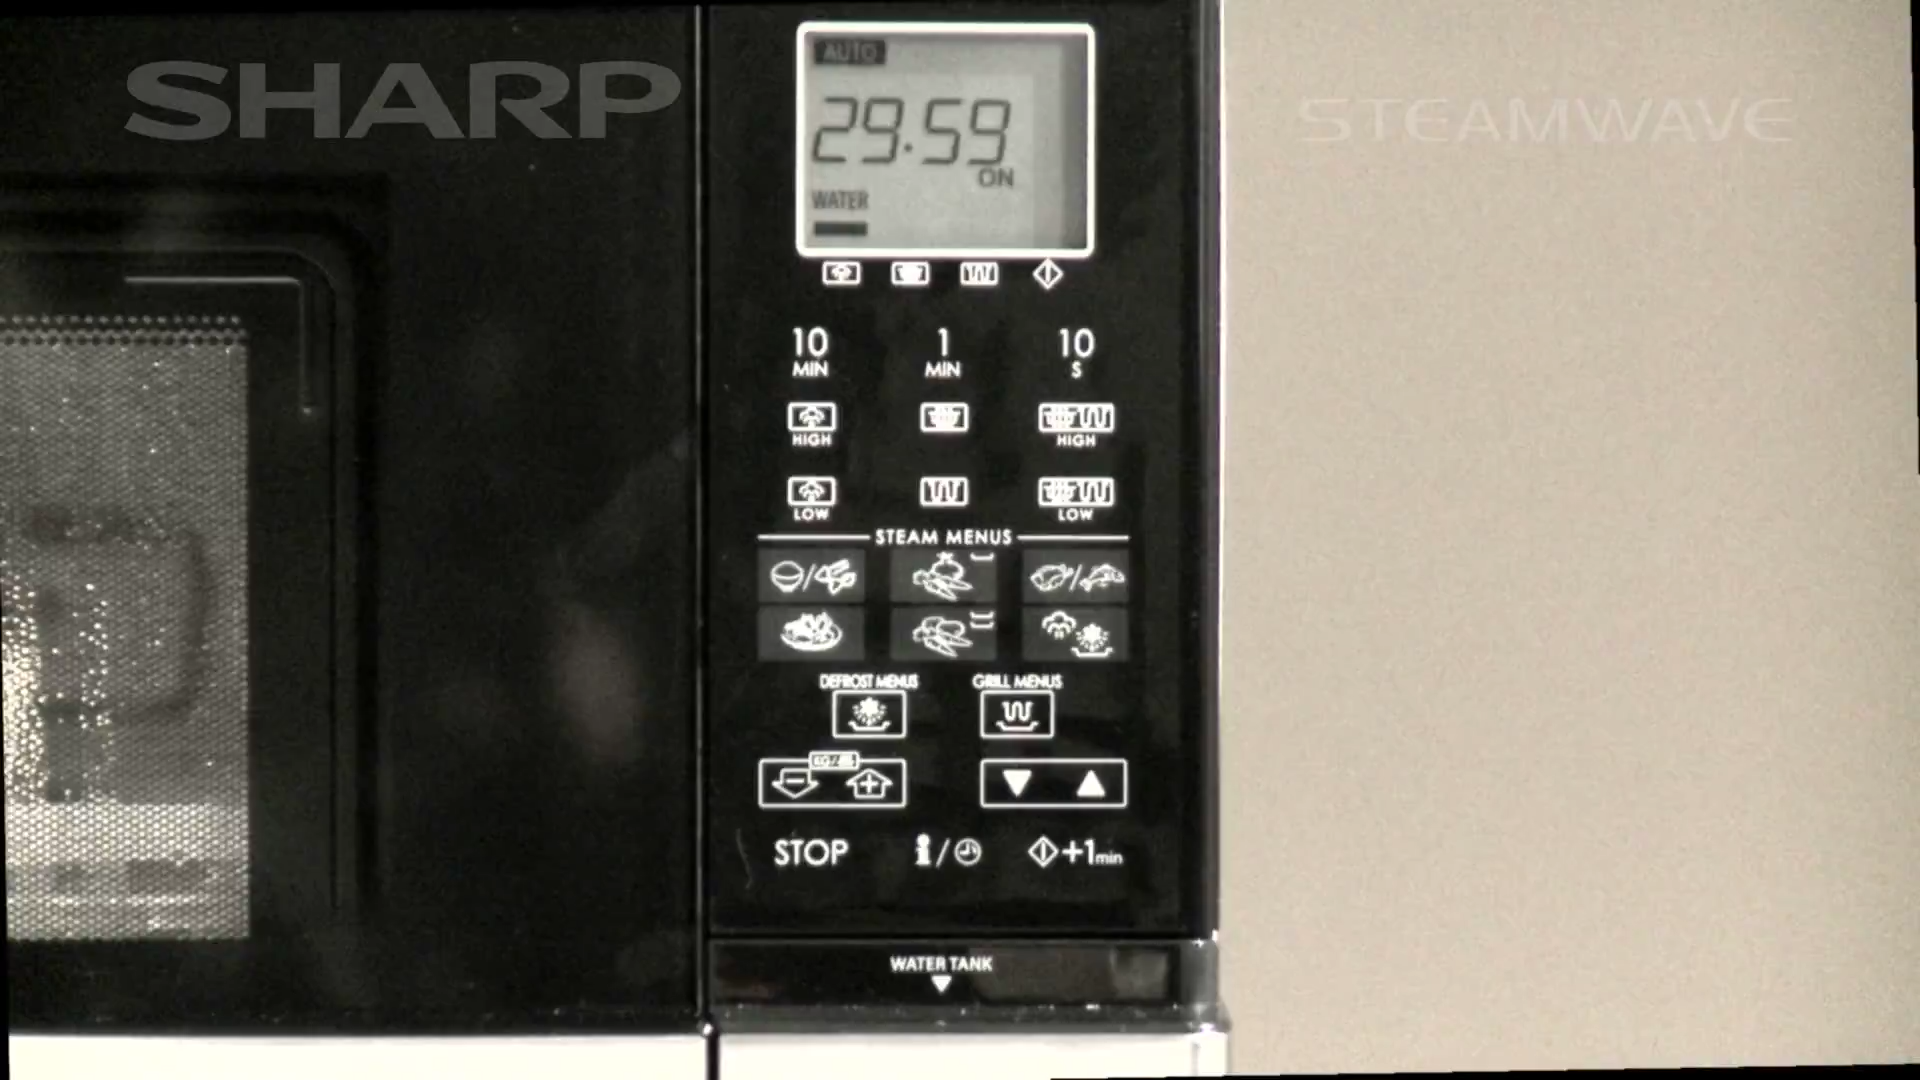 SHARP
STEAMWAVE
AUTO
29.59
ON
WATER
10 1 10
MIN MIN S
HIGH HIGH
LOW LOW
STEAM MENUS
DEFROST MENUS GRILL MENUS
KG/
STOP i/ +1min
WATER TANK